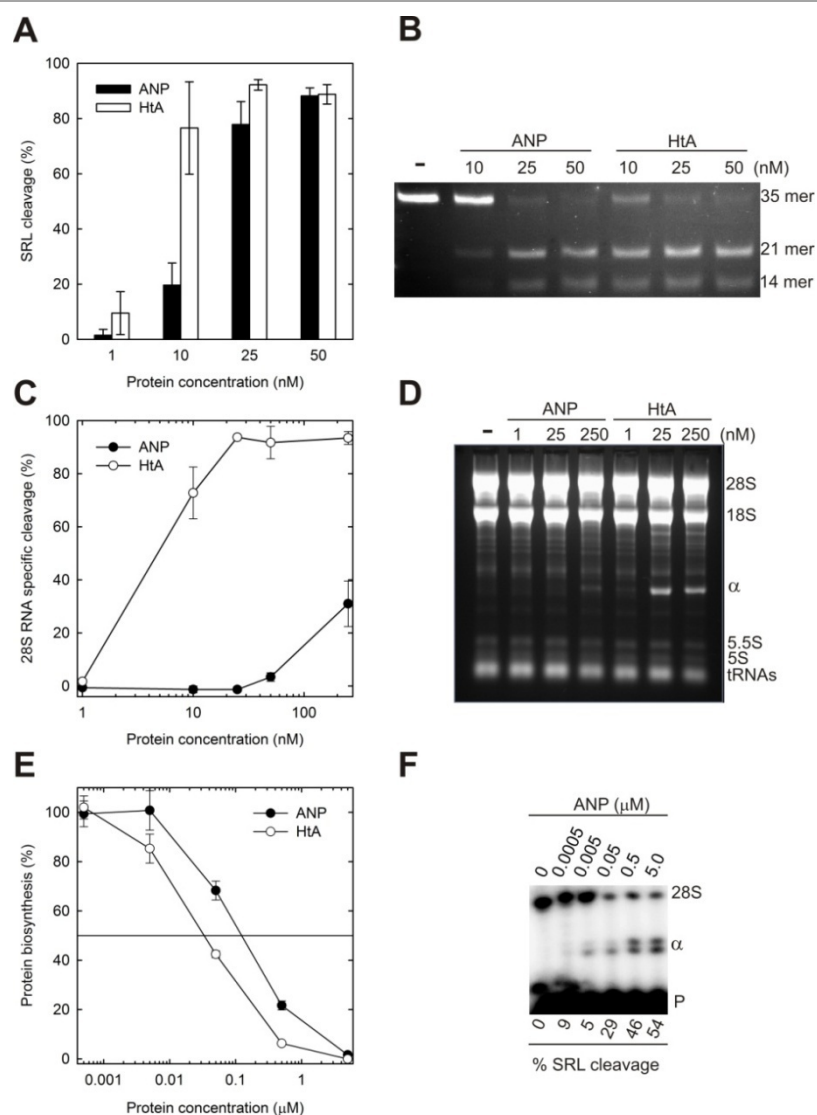 A
ANP
HtA
100
80
60
40
20
0
SRL cleavage (%)
1 10 25 50
Protein concentration (nM)
B
ANP HtA
- 10 25 50 10 25 50 (nM)
35 mer
21 mer
14 mer
C
ANP
HtA
100
80
60
40
20
0
28S RNA specific cleavage (%)
1 10 100
Protein concentration (nM)
D
ANP HtA
- 1 25 250 1 25 250 (nM)
28S
18S
α
5.5S
5S
tRNAs
E
ANP
HtA
100
80
60
40
20
0
Protein biosynthesis (%)
0.001 0.01 0.1 1
Protein concentration (μM)
F
ANP (μM)
0 0.0005 0.005 0.05 0.5 5.0
28S
α
P
0 9 5 29 46 54
% SRL cleavage